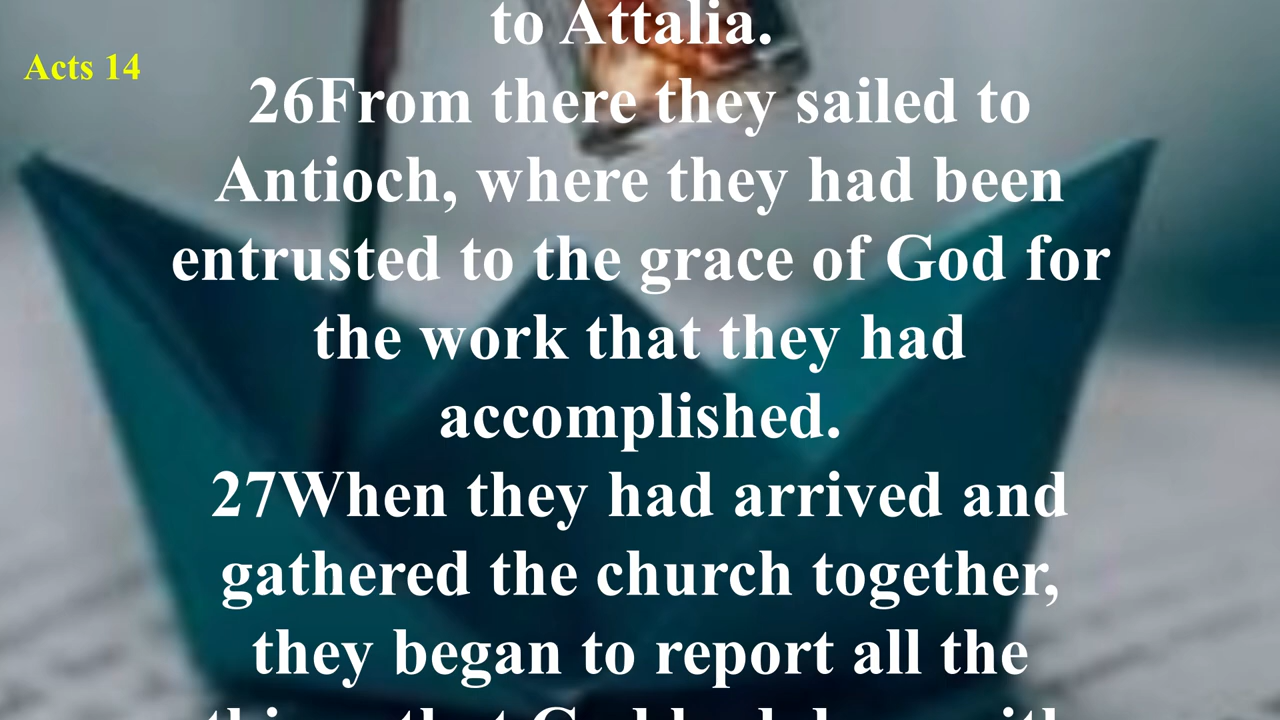 to Attalia.
Acts 14
26From there they sailed to
Antioch, where they had been
entrusted to the grace of God for
the work that they had
accomplished.
27When they had arrived and
gathered the church together,
they began to report all the